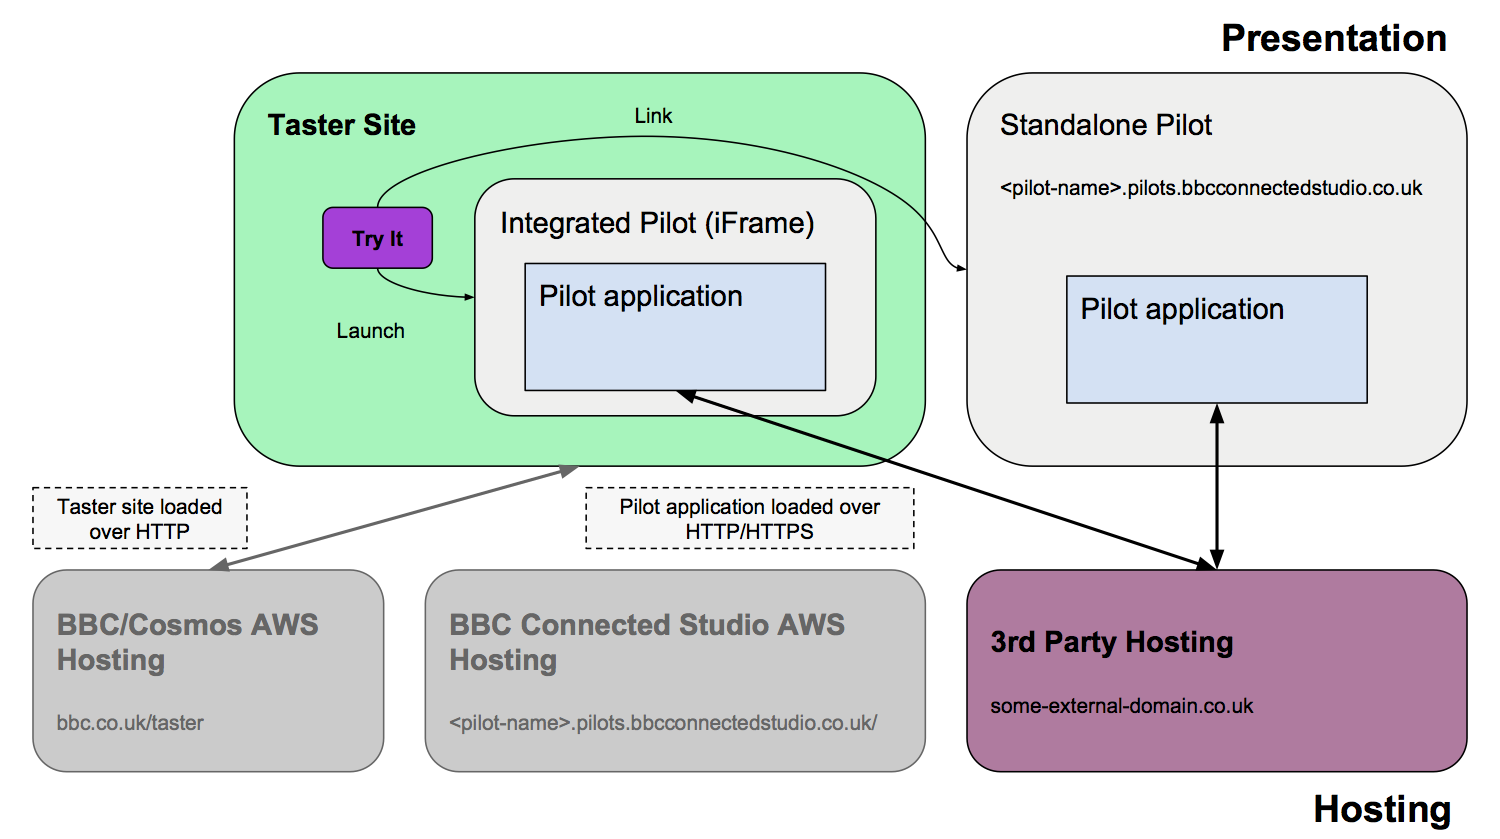 Presentation
Taster Site
Link
Standalone Pilot
<pilot-name>.pilots.bbcconnectedstudio.co.uk
Try It
Integrated Pilot (iFrame)
Pilot application
Pilot application
Launch
Taster site loaded
over HTTP
Pilot application loaded over
HTTP/HTTPS
BBC/Cosmos AWS
Hosting
bbc.co.uk/taster
BBC Connected Studio AWS
Hosting
<pilot-name>.pilots.bbcconnectedstudio.co.uk/
3rd Party Hosting
some-external-domain.co.uk
Hosting